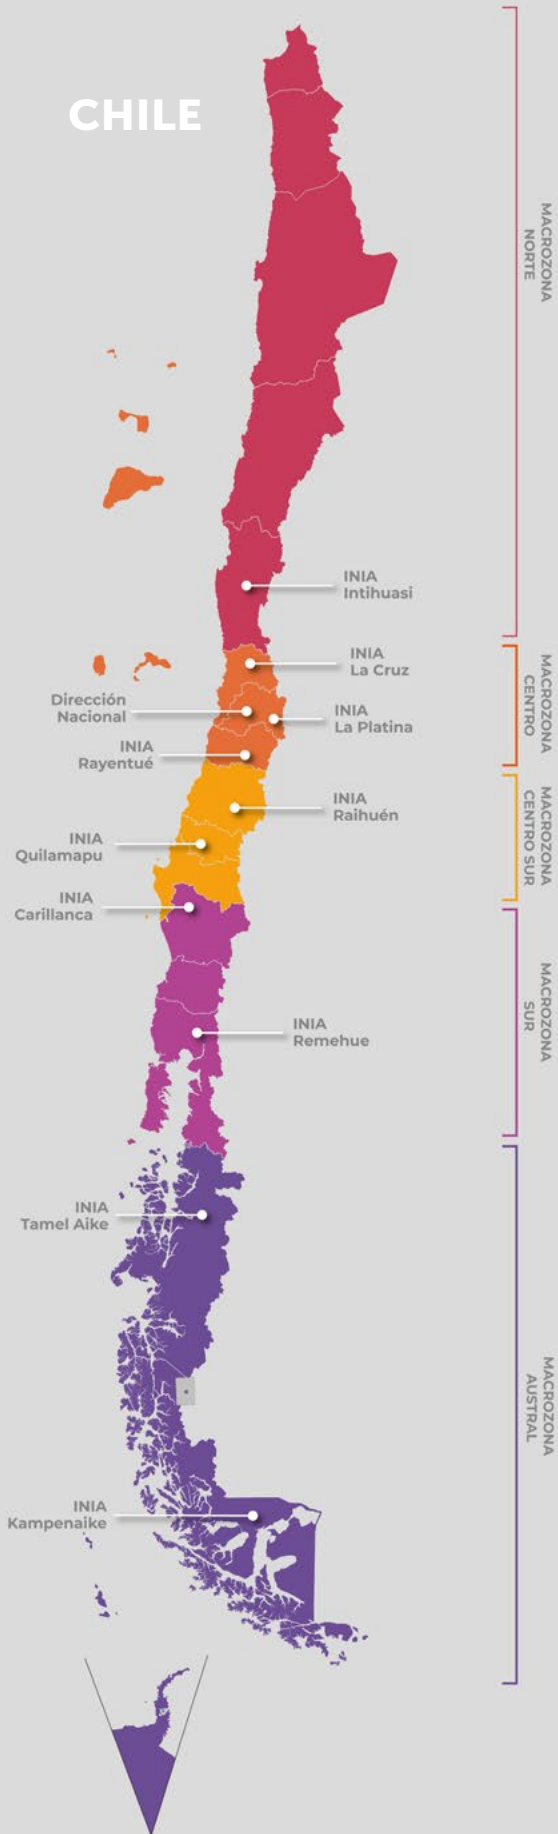 CHILE
MACROZONA
NORTE
INIA
Intihuasi
INIA
La Cruz
MACROZONA
CENTRO
Dirección
Nacional
INIA
La Platina
INIA
Rayentué
INIA
Raihuén
MACROZONA
CENTRO SUR
INIA
Quilamapu
INIA
Carillanca
MACROZONA
SUR
INIA
Remehue
INIA
Tamel Aike
MACROZONA
AUSTRAL
INIA
Kampenaike